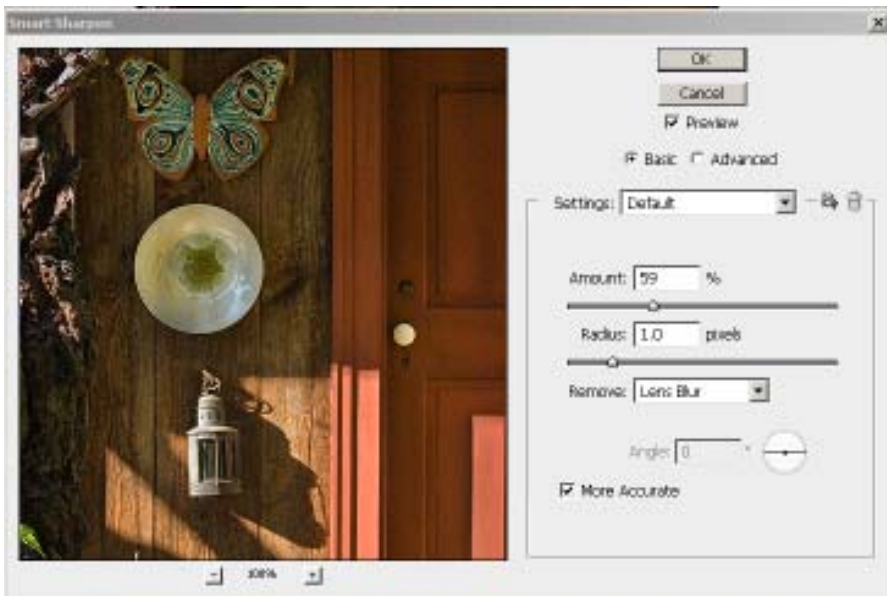 Smart Sharpen
OK
Cancel
Preview
Basic Advanced
Settings: Default
Amount: 59 %
Radius: 1.0 pixels
Remove: Lens Blur
Angle: 0 °
More Accurate
100%